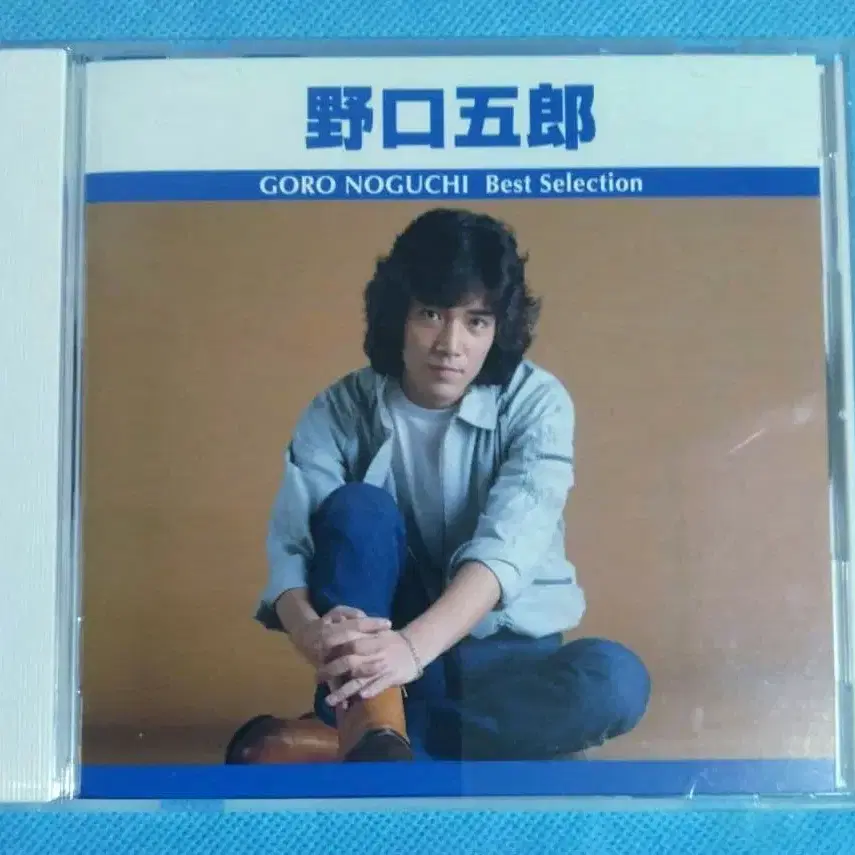 野口五郎
GORO NOGUCHI Best Selection